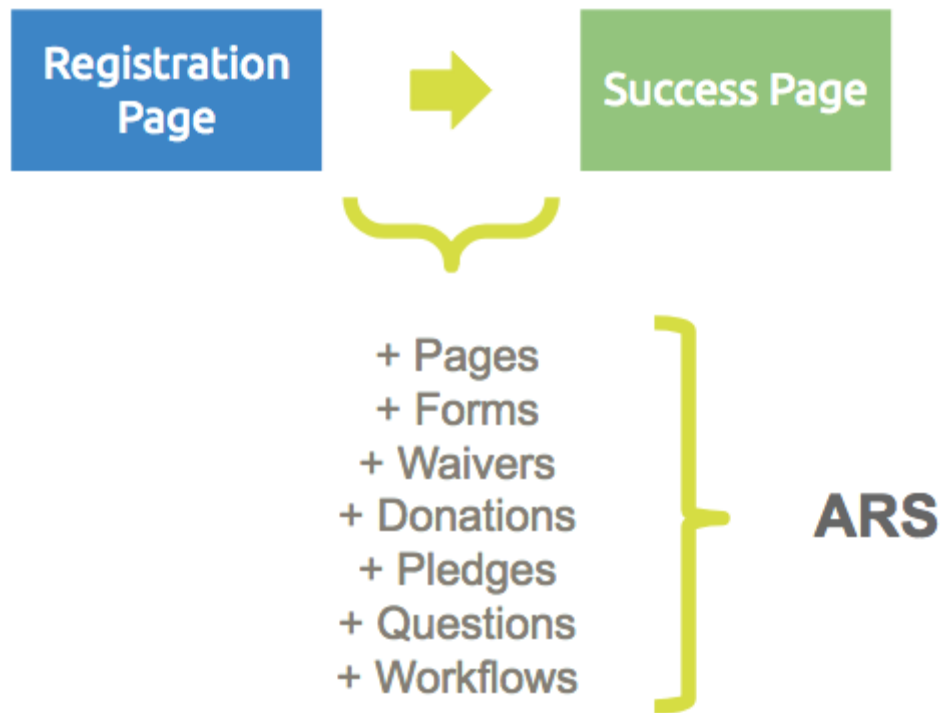 Registration
Page
Success Page
+ Pages
+ Forms
+ Waivers
+ Donations
+ Pledges
+ Questions
+ Workflows
ARS